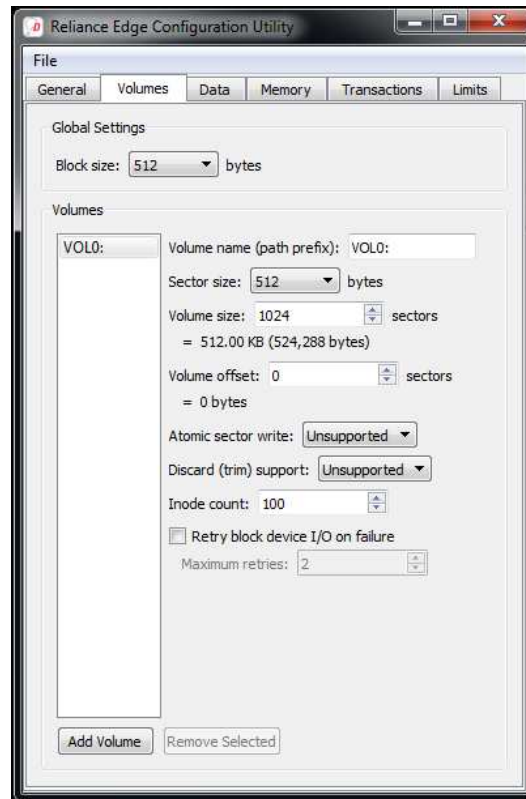 Reliance Edge Configuration Utility
File
General Volumes Data Memory Transactions Limits
Global Settings
Block size: 512 bytes
Volumes
VOL0:
Volume name (path prefix): VOL0:
Sector size: 512 bytes
Volume size: 1024 sectors
= 512.00 KB (524,288 bytes)
Volume offset: 0 sectors
= 0 bytes
Atomic sector write: Unsupported
Discard (trim) support: Unsupported
Inode count: 100
Retry block device I/O on failure
Maximum retries: 2
Add Volume Remove Selected